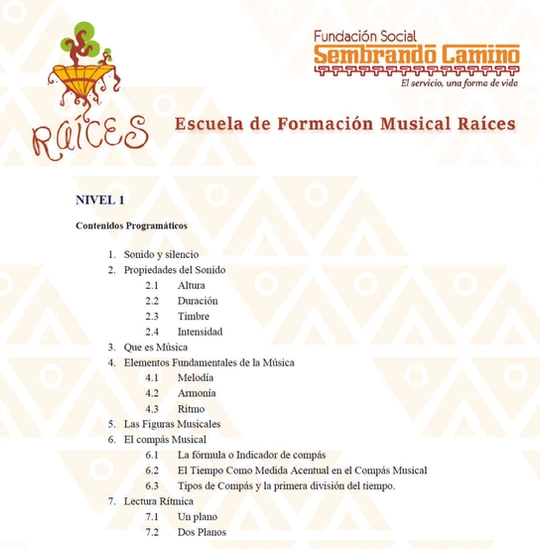 Fundación Social
Sembrando Camino
El servicio, una forma de vida
RAÍCES
Escuela de Formación Musical Raíces
NIVEL 1
Contenidos Programáticos
1. Sonido y silencio
2. Propiedades del Sonido
2.1 Altura
2.2 Duración
2.3 Timbre
2.4 Intensidad
3. Que es Música
4. Elementos Fundamentales de la Música
4.1 Melodía
4.2 Armonía
4.3 Ritmo
5. Las Figuras Musicales
6. El compás Musical
6.1 La fórmula o Indicador de compás
6.2 El Tiempo Como Medida Acentual en el Compás Musical
6.3 Tipos de Compás y la primera división del tiempo.
7. Lectura Rítmica
7.1 Un plano
7.2 Dos Planos